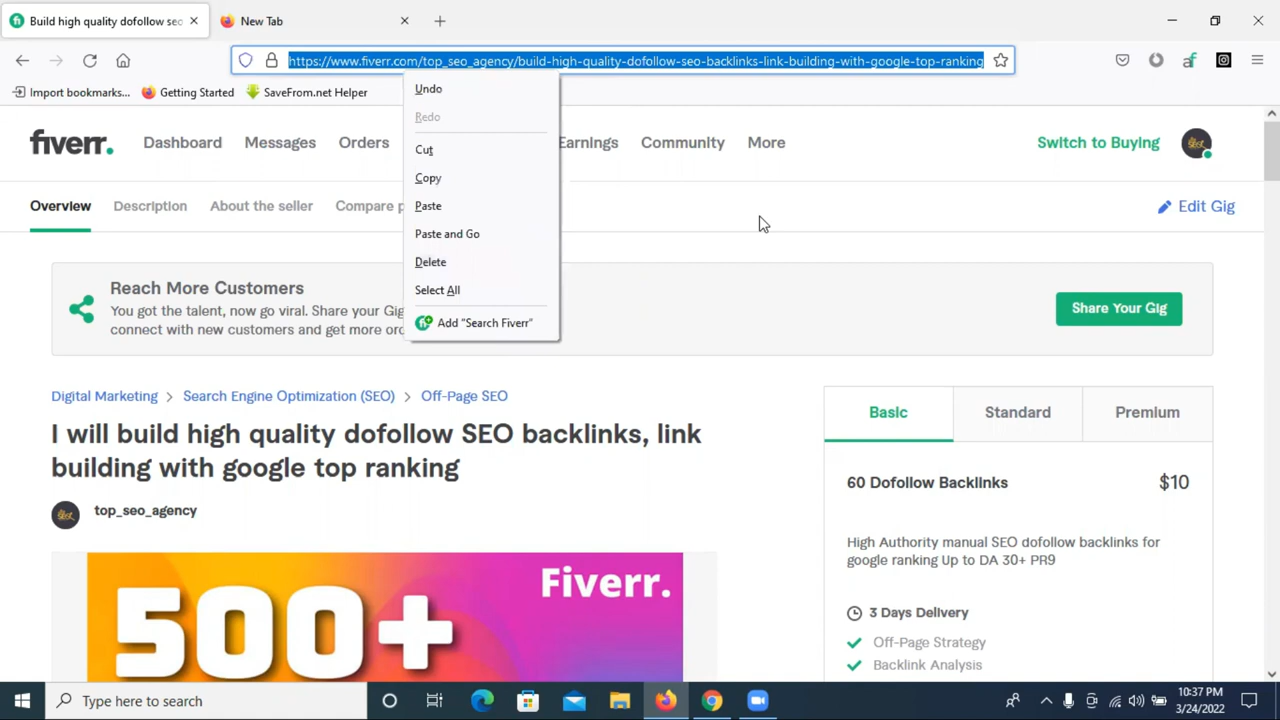 Build high quality dofollow seo
New Tab
https://www.fiverr.com/top_seo_agency/build-high-quality-dofollow-seo-backlinks-link-building-with-google-top-ranking
Import bookmarks...
Getting Started
SaveFrom.net Helper
Undo
Redo
Cut
Copy
Paste
Paste and Go
Delete
Select All
Add "Search Fiverr"
fiverr.
Dashboard
Messages
Orders
Earnings
Community
More
Switch to Buying
Overview
Description
About the seller
Compare p
Edit Gig
Reach More Customers
You got the talent, now go viral. Share your Gig
connect with new customers and get more or
Share Your Gig
Digital Marketing > Search Engine Optimization (SEO) > Off-Page SEO
I will build high quality dofollow SEO backlinks, link
building with google top ranking
top_seo_agency
Fiverr.
500+
Basic
Standard
Premium
60 Dofollow Backlinks
$10
High Authority manual SEO dofollow backlinks for
google ranking Up to DA 30+ PR9
3 Days Delivery
Off-Page Strategy
Backlink Analysis
Type here to search
10:37 PM
3/24/2022